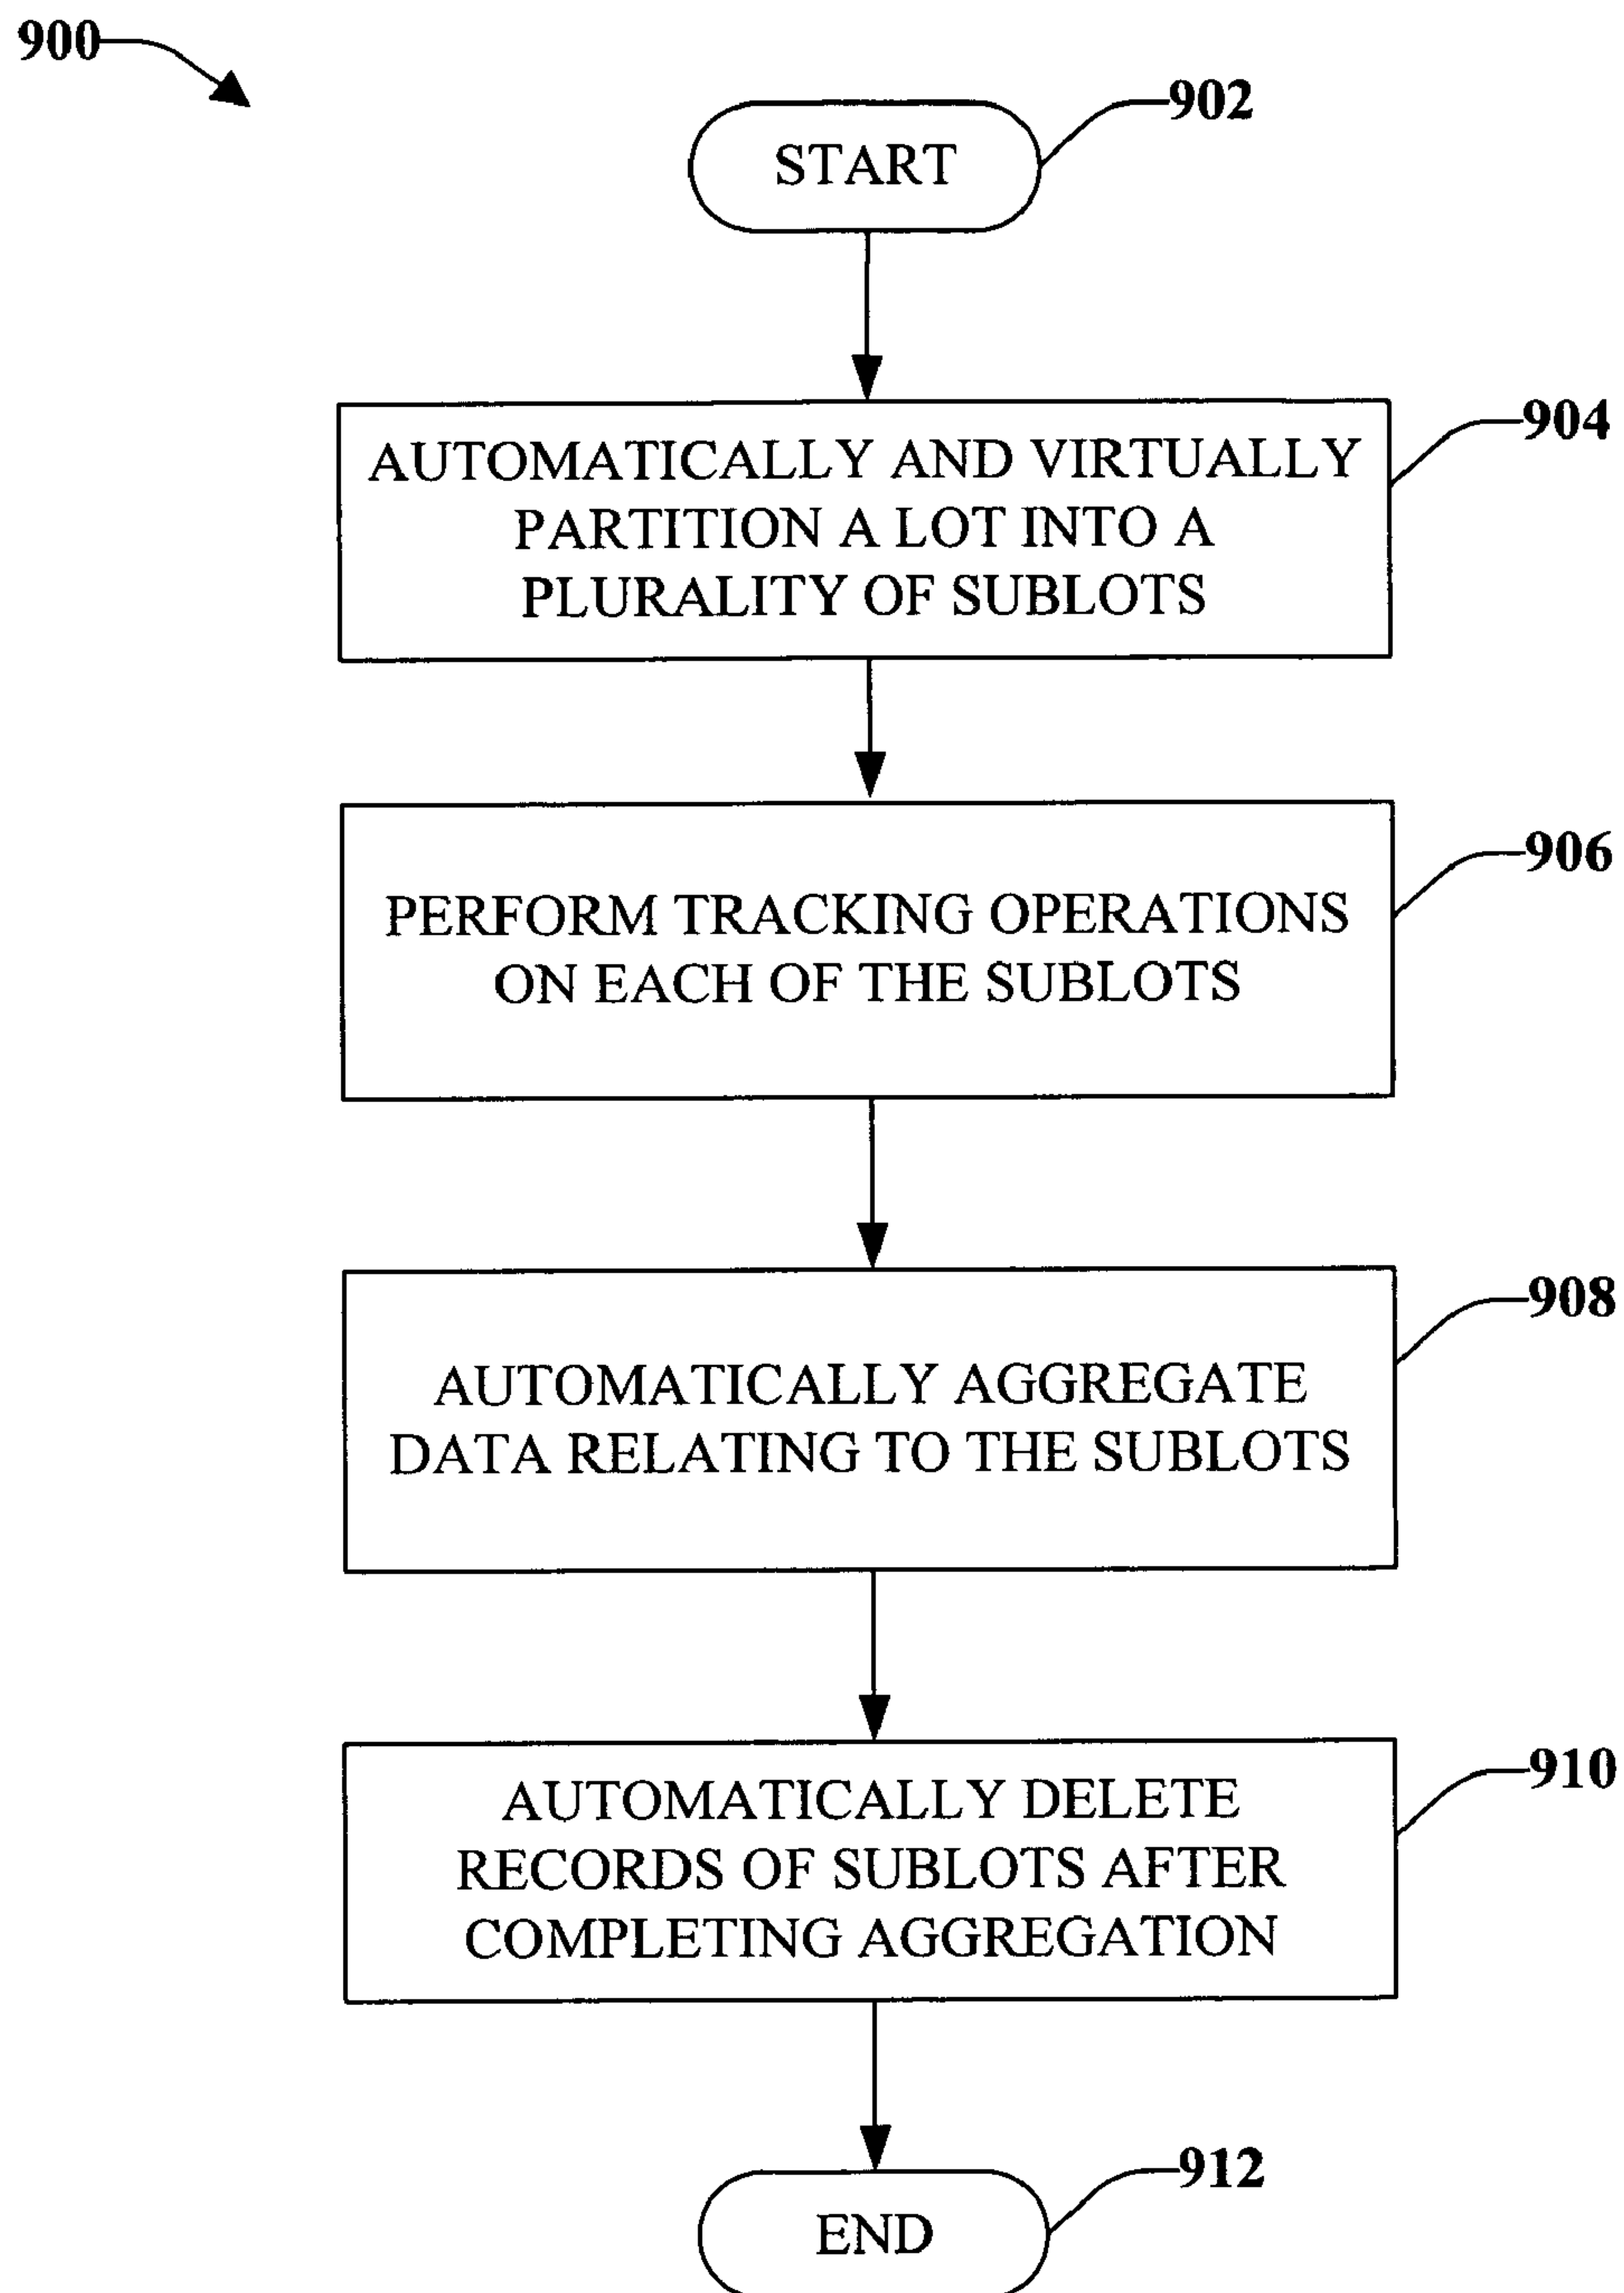 900
902
START
904
AUTOMATICALLY AND VIRTUALLY
PARTITION A LOT INTO A
PLURALITY OF SUBLOTS
906
PERFORM TRACKING OPERATIONS
ON EACH OF THE SUBLOTS
908
AUTOMATICALLY AGGREGATE
DATA RELATING TO THE SUBLOTS
910
AUTOMATICALLY DELETE
RECORDS OF SUBLOTS AFTER
COMPLETING AGGREGATION
912
END